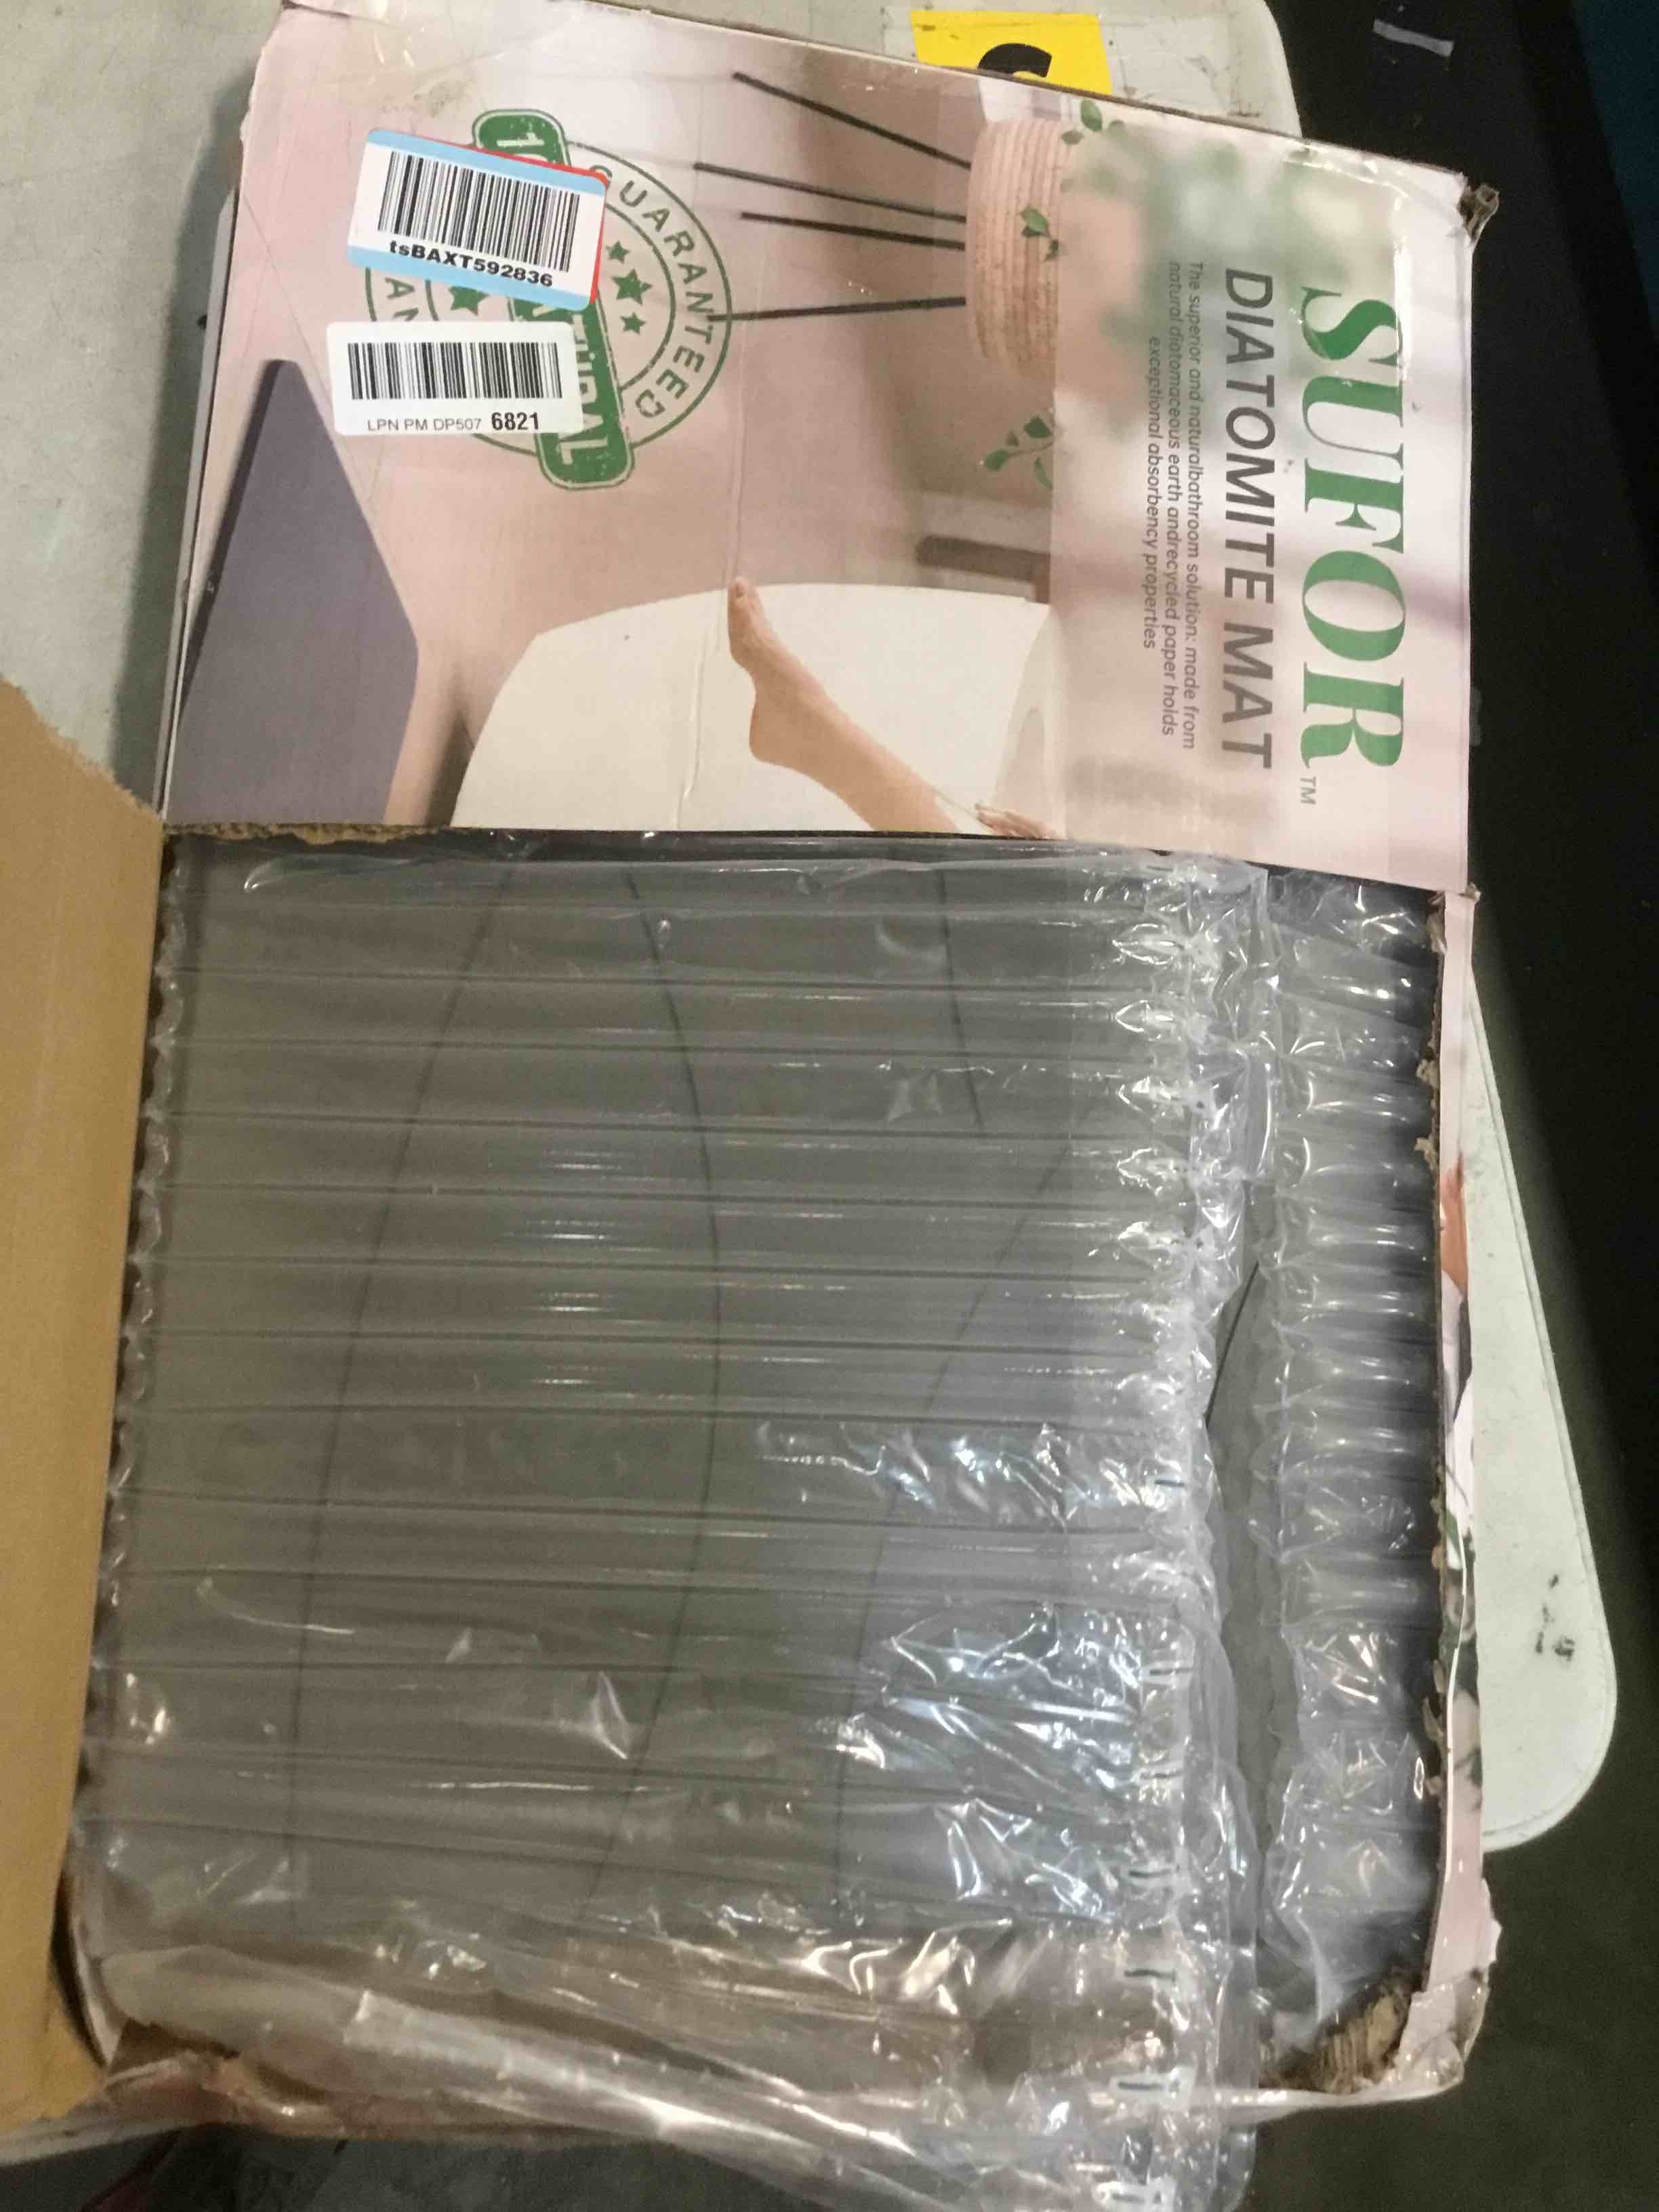 SUFOR™
DIATOMITE MAT
The superior and naturalbathroom solution: made from
natural diatomaceous earth andrecycled paper holds
exceptional absorbency properties
GUARANTEED
tsBAXT592836
LPN PM DP507 6821